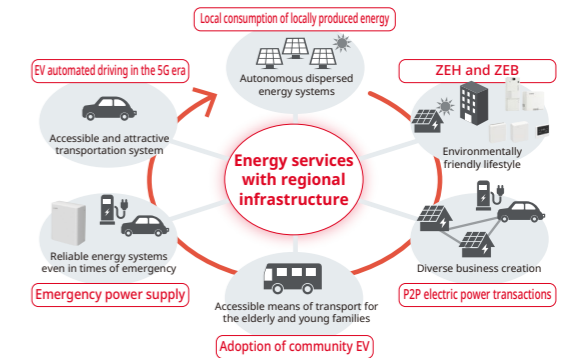 Local consumption of locally produced energy
Autonomous dispersed
energy systems
ZEH and ZEB
Environmentally
friendly lifestyle
Diverse business creation
P2P electric power transactions
Accessible means of transport for
the elderly and young families
Adoption of community EV
Reliable energy systems
even in times of emergency
Emergency power supply
EV automated driving in the 5G era
Accessible and attractive
transportation system
Energy services
with regional
infrastructure